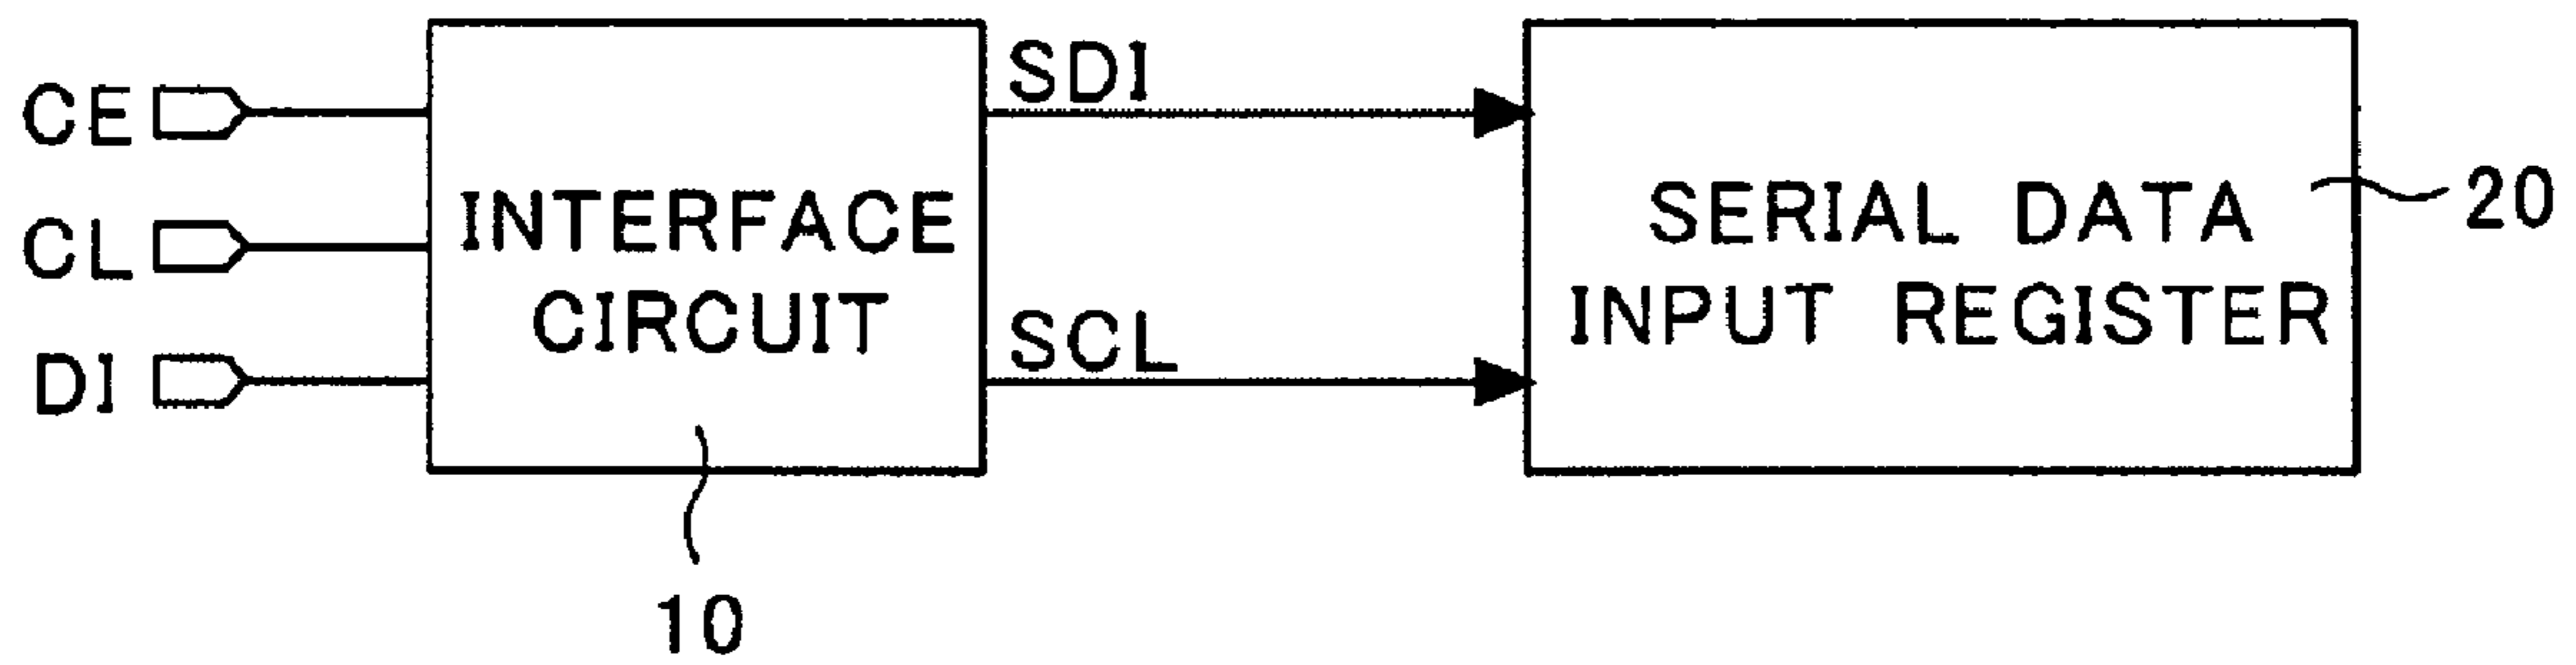 CE
CL
DI
INTERFACE
CIRCUIT
10
SDI
SCL
SERIAL DATA
INPUT REGISTER
20